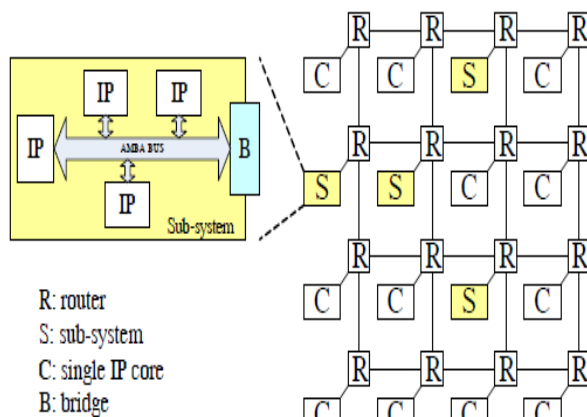 R R R R
C C S C
IP IP
IP AMBA BUS B
IP
Sub-system
R R R R
S S C C
R R R R
C C S C
R: router
S: sub-system
C: single IP core
B: bridge
R R R R
C C C C